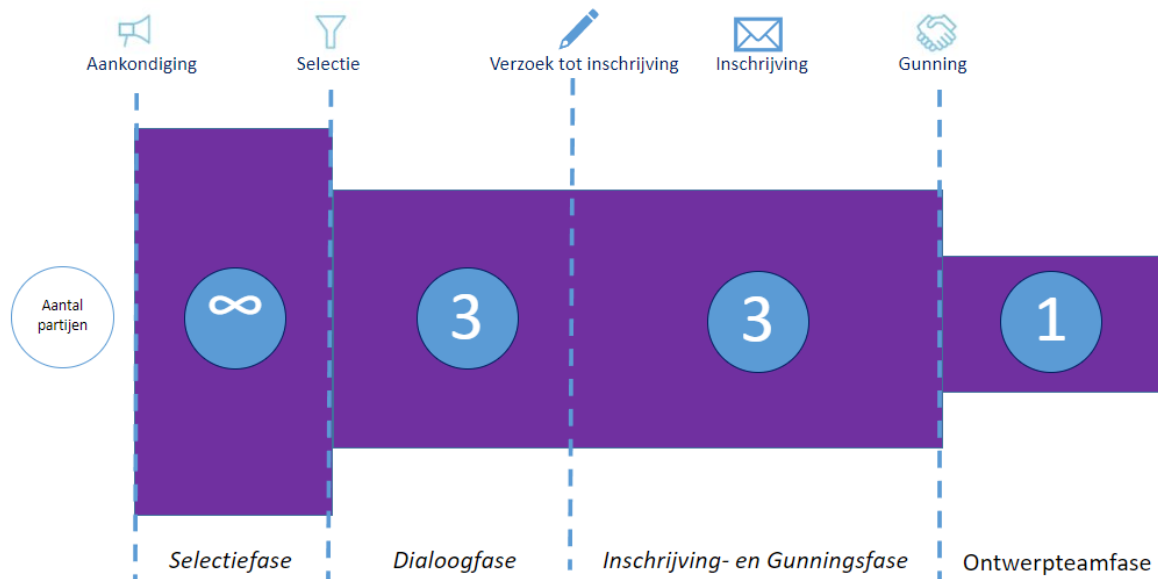 Aankondiging
Selectie
Verzoek tot inschrijving
Inschrijving
Gunning
Aantal
partijen
∞
3
3
1
Selectiefase
Dialoogfase
Inschrijving- en Gunningsfase
Ontwerpteamfase